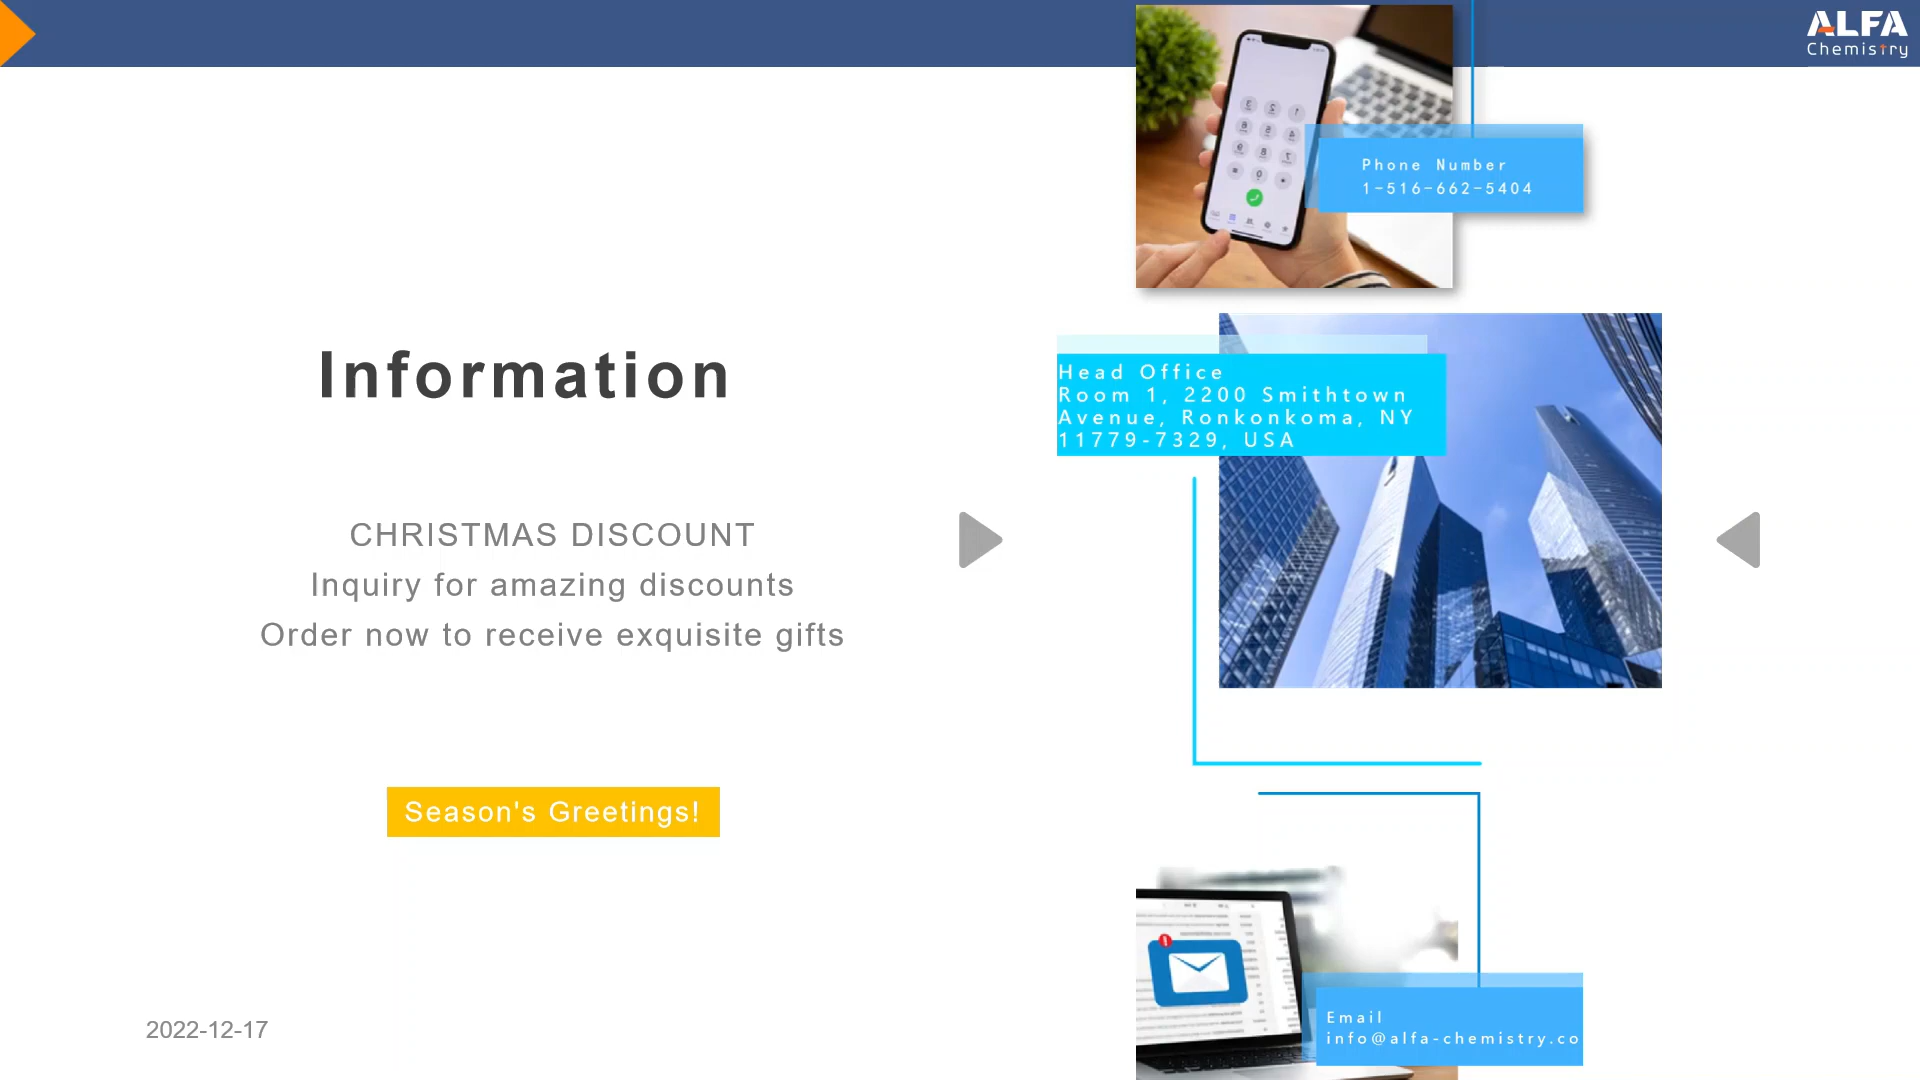 ALFA
Chemistry
Phone Number
1-516-662-5404
Information
Head Office
Room 1, 2200 Smithtown
Avenue, Ronkonkoma, NY
11779-7329, USA
CHRISTMAS DISCOUNT
Inquiry for amazing discounts
Order now to receive exquisite gifts
Season's Greetings!
Email
info@alfa-chemistry.co
2022-12-17